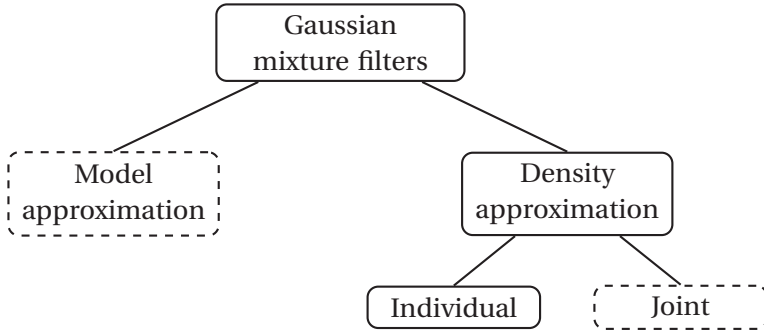 Gaussian
mixture filters
Model
approximation
Density
approximation
Individual
Joint